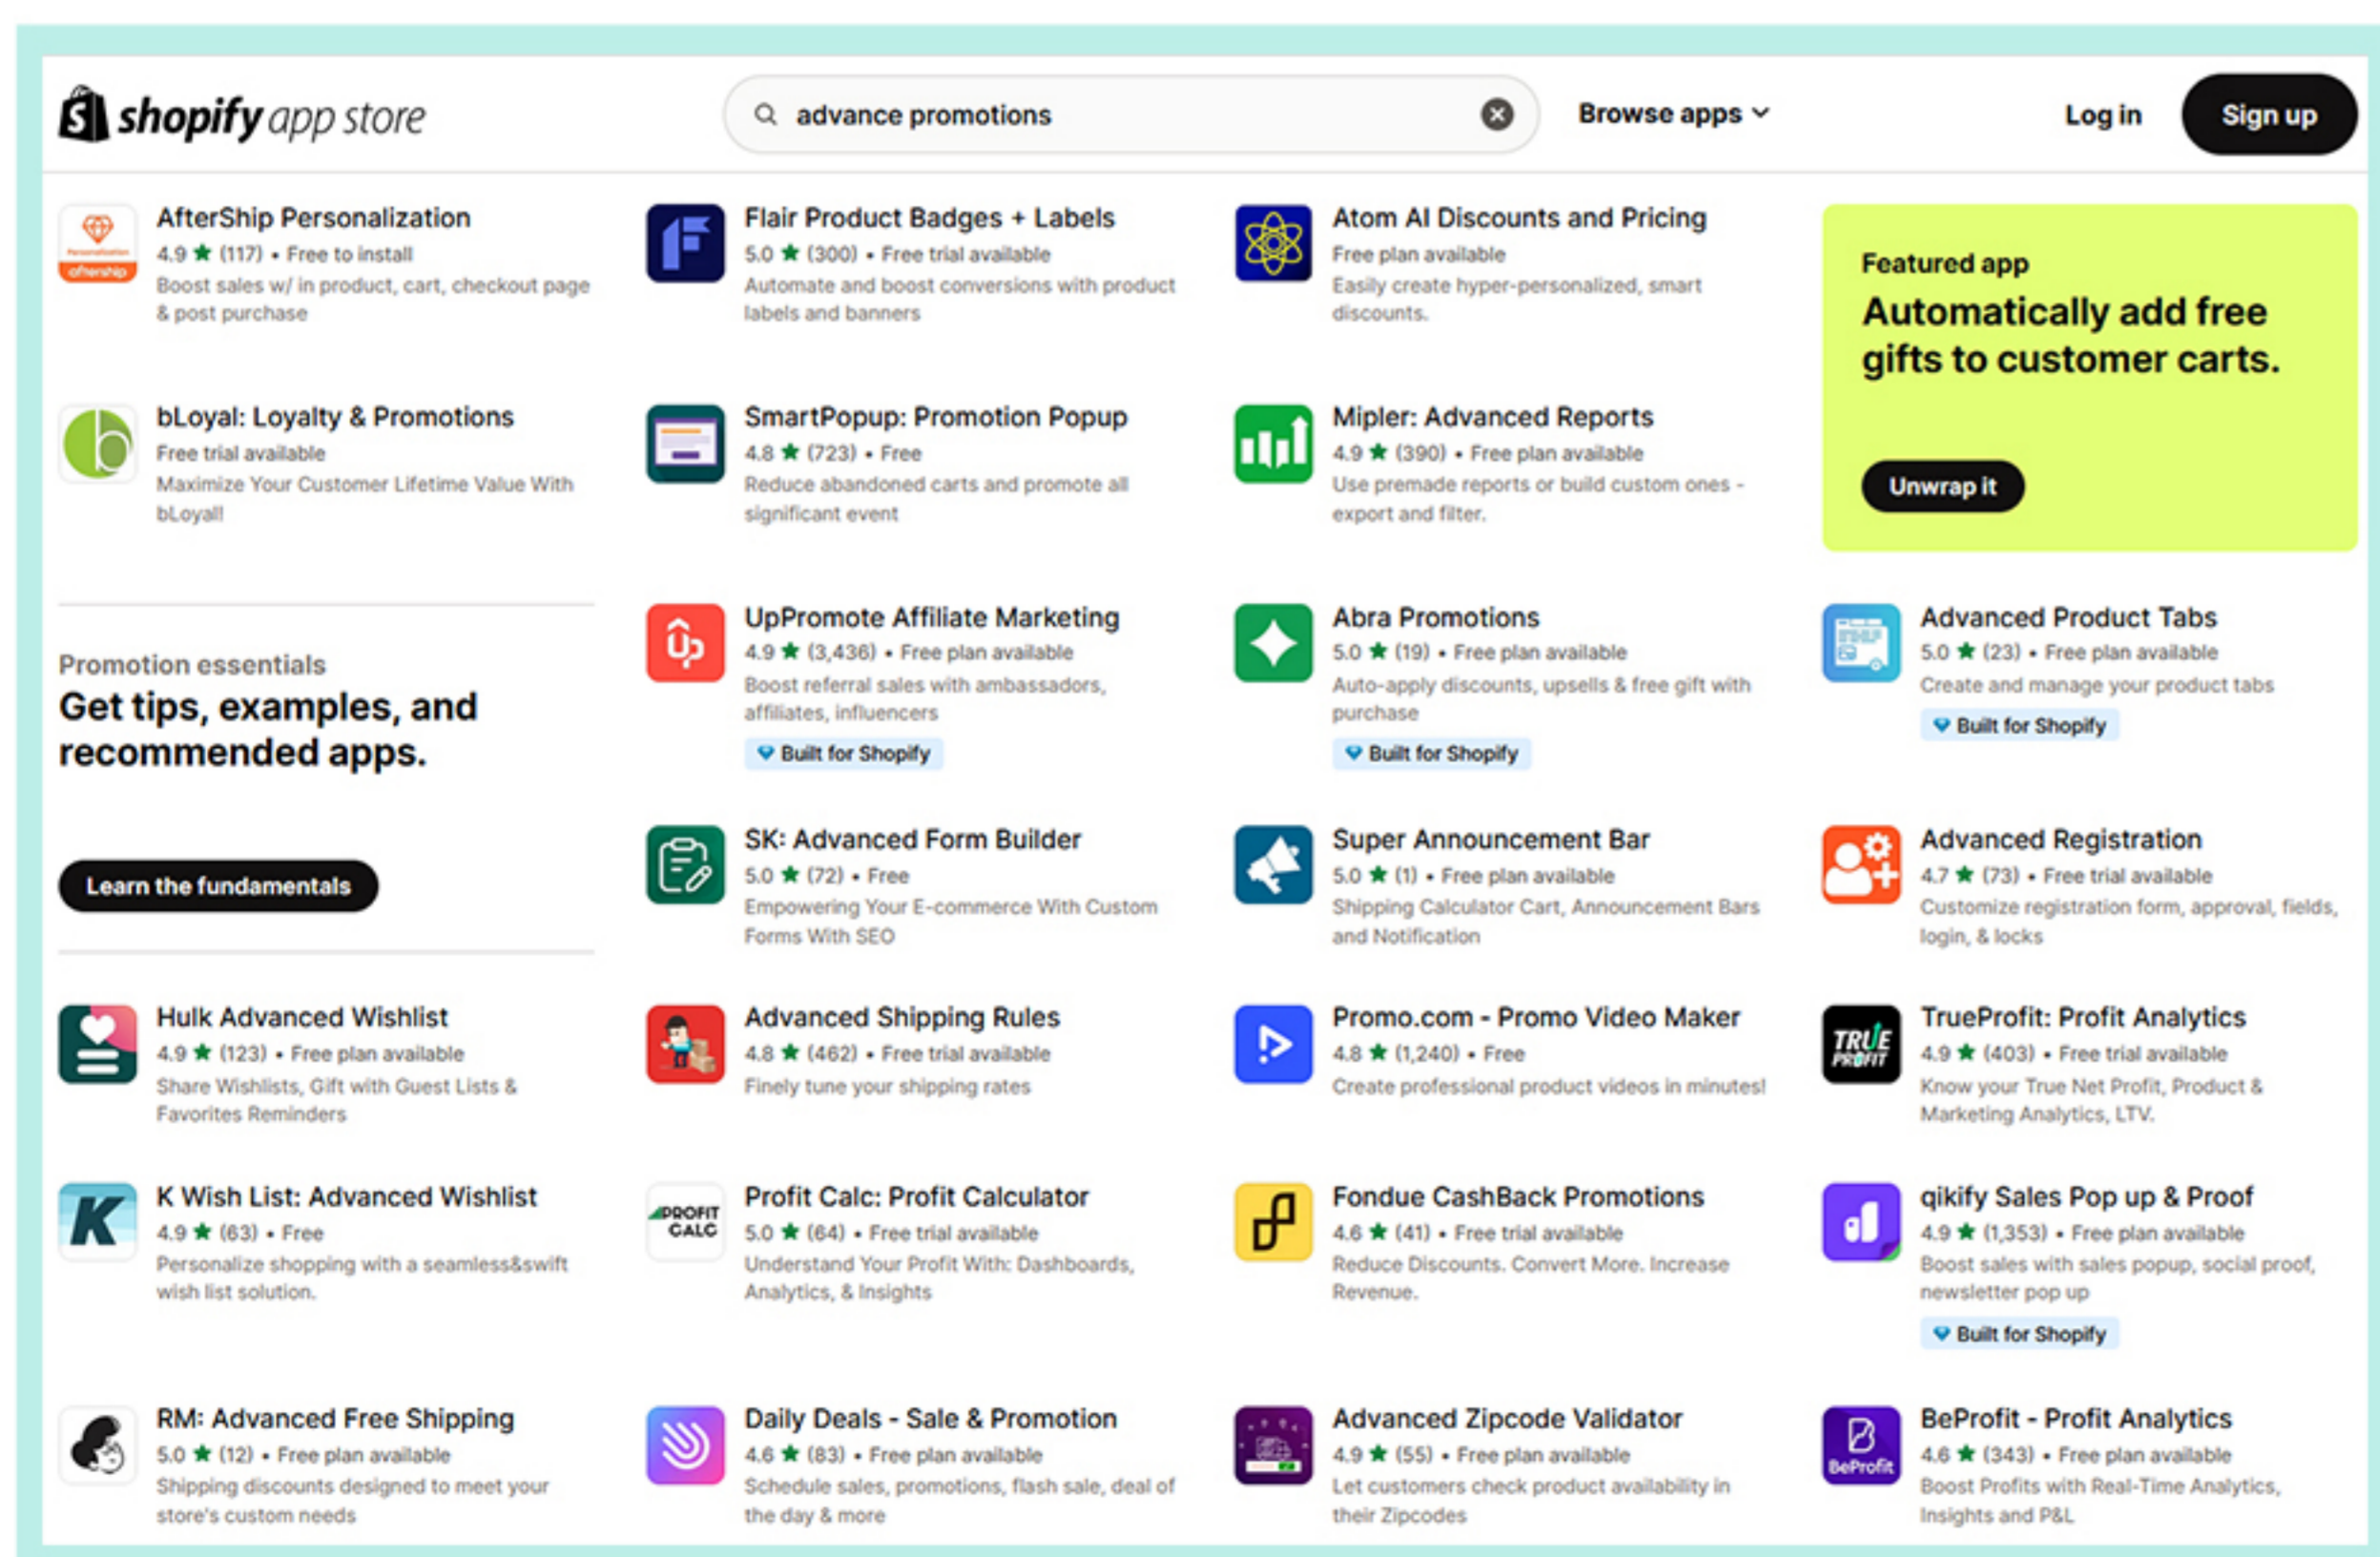 shopify app store
advance promotions
Browse apps
Log in
Sign up
AfterShip Personalization
4.9 ★ (117) • Free to install
Boost sales w/ in product, cart, checkout page
& post purchase
Personalization
aftership
Flair Product Badges + Labels
5.0 ★ (300) • Free trial available
Automate and boost conversions with product
labels and banners
Atom AI Discounts and Pricing
Free plan available
Easily create hyper-personalized, smart
discounts.
Featured app
Automatically add free
gifts to customer carts.
Unwrap it
bLoyal: Loyalty & Promotions
Free trial available
Maximize Your Customer Lifetime Value With
bLoyal!
SmartPopup: Promotion Popup
4.8 ★ (723) • Free
Reduce abandoned carts and promote all
significant event
Mipler: Advanced Reports
4.9 ★ (390) • Free plan available
Use premade reports or build custom ones -
export and filter.
Promotion essentials
Get tips, examples, and
recommended apps.
Learn the fundamentals
UpPromote Affiliate Marketing
4.9 ★ (3,436) • Free plan available
Boost referral sales with ambassadors,
affiliates, influencers
Built for Shopify
Abra Promotions
5.0 ★ (19) • Free plan available
Auto-apply discounts, upsells & free gift with
purchase
Built for Shopify
Advanced Product Tabs
5.0 ★ (23) • Free plan available
Create and manage your product tabs
Built for Shopify
SK: Advanced Form Builder
5.0 ★ (72) • Free
Empowering Your E-commerce With Custom
Forms With SEO
Super Announcement Bar
5.0 ★ (1) • Free plan available
Shipping Calculator Cart, Announcement Bars
and Notification
Advanced Registration
4.7 ★ (73) • Free trial available
Customize registration form, approval, fields,
login, & locks
Hulk Advanced Wishlist
4.9 ★ (123) • Free plan available
Share Wishlists, Gift with Guest Lists &
Favorites Reminders
Advanced Shipping Rules
4.8 ★ (462) • Free trial available
Finely tune your shipping rates
Promo.com - Promo Video Maker
4.8 ★ (1,240) • Free
Create professional product videos in minutes!
TRUE
PROFIT
TrueProfit: Profit Analytics
4.9 ★ (403) • Free trial available
Know your True Net Profit, Product &
Marketing Analytics, LTV.
K
K Wish List: Advanced Wishlist
4.9 ★ (63) • Free
Personalize shopping with a seamless&swift
wish list solution.
PROFIT
CALC
Profit Calc: Profit Calculator
5.0 ★ (64) • Free trial available
Understand Your Profit With: Dashboards,
Analytics, & Insights
Fondue CashBack Promotions
4.6 ★ (41) • Free trial available
Reduce Discounts. Convert More. Increase
Revenue.
qikify Sales Pop up & Proof
4.9 ★ (1,353) • Free plan available
Boost sales with sales popup, social proof,
newsletter pop up
Built for Shopify
RM: Advanced Free Shipping
5.0 ★ (12) • Free plan available
Shipping discounts designed to meet your
store's custom needs
Daily Deals - Sale & Promotion
4.6 ★ (83) • Free plan available
Schedule sales, promotions, flash sale, deal of
the day & more
Advanced Zipcode Validator
4.9 ★ (55) • Free plan available
Let customers check product availability in
their Zipcodes
BeProfit
BeProfit - Profit Analytics
4.6 ★ (343) • Free plan available
Boost Profits with Real-Time Analytics,
Insights and P&L